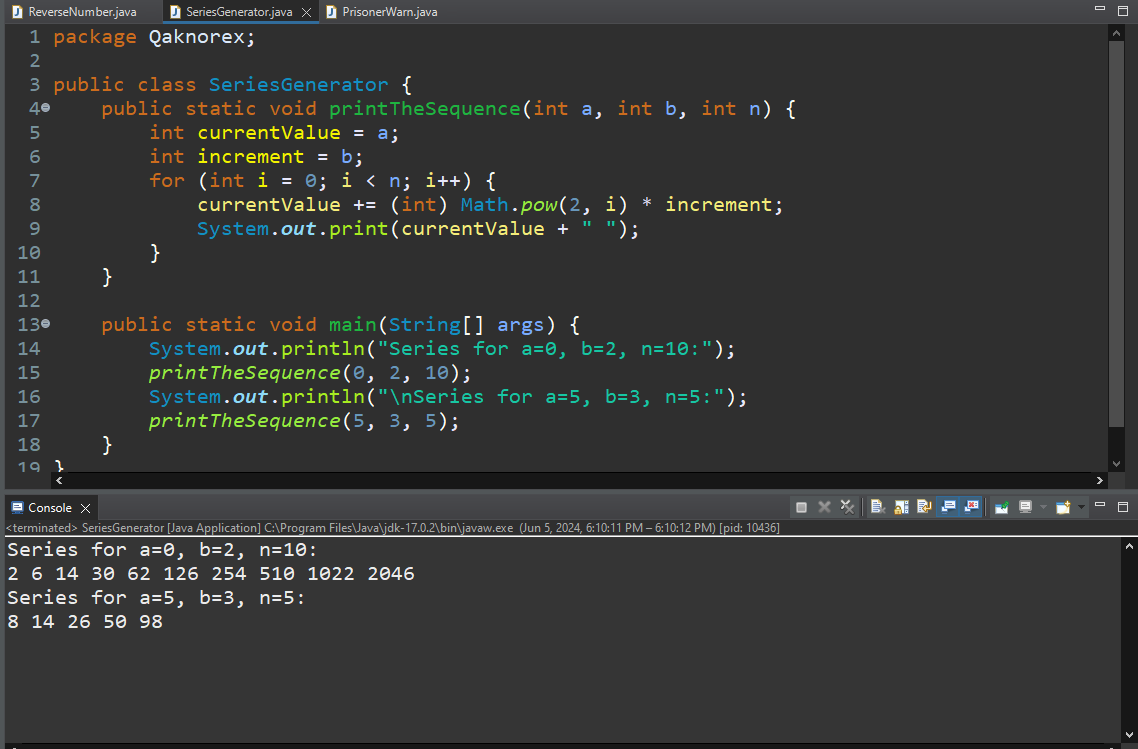 ReverseNumber.java SeriesGenerator.java PrisonerWarn.java
1 package Qaknorex;
2
3 public class SeriesGenerator {
4 public static void printTheSequence(int a, int b, int n) {
5 int currentValue = a;
6 int increment = b;
7 for (int i = 0; i < n; i++) {
8 currentValue += (int) Math.pow(2, i) * increment;
9 System.out.print(currentValue + " ");
10 }
11 }
12
13 public static void main(String[] args) {
14 System.out.println("Series for a=0, b=2, n=10:");
15 printTheSequence(0, 2, 10);
16 System.out.println("\nSeries for a=5, b=3, n=5:");
17 printTheSequence(5, 3, 5);
18 }
19 }
Console
<terminated> SeriesGenerator [Java Application] C:\Program Files\Java\jdk-17.0.2\bin\javaw.exe (Jun 5, 2024, 6:10:11 PM – 6:10:12 PM) [pid: 10436]
Series for a=0, b=2, n=10:
2 6 14 30 62 126 254 510 1022 2046
Series for a=5, b=3, n=5:
8 14 26 50 98